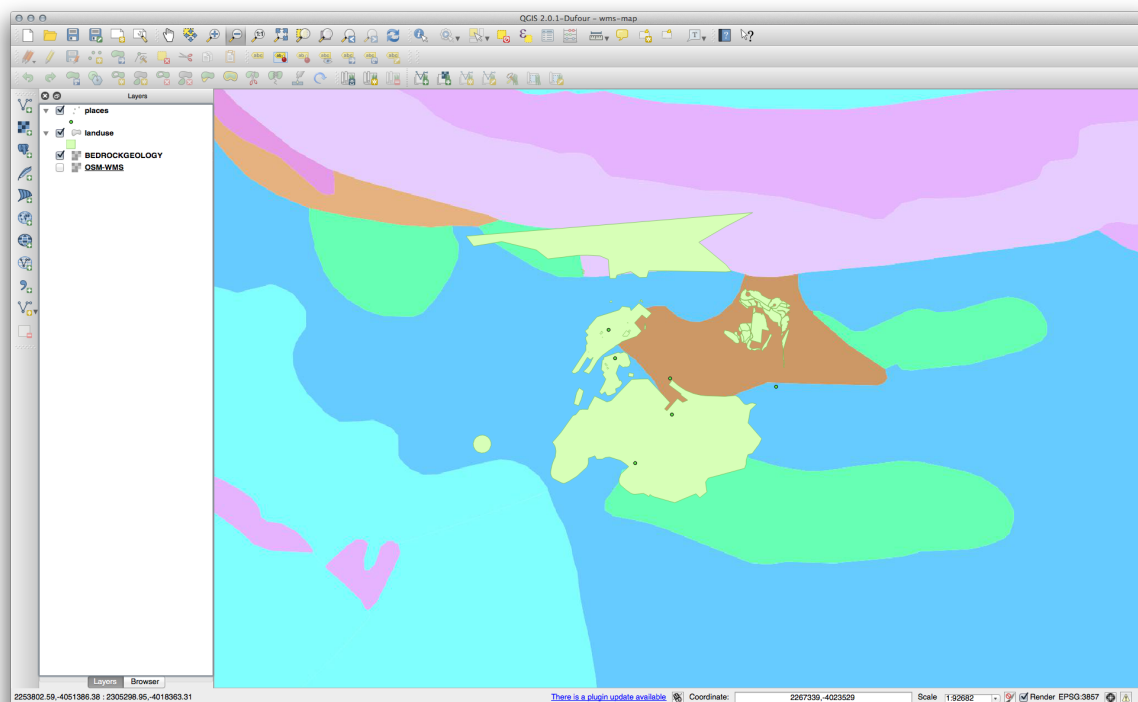 QGIS 2.0.1-Dufour - wms-map
Layers
places
landuse
BEDROCKGEOLOGY
OSM-WMS
Layers Browser
2253802.59,-4051386.38 : 2305298.95,-4018363.31 There is a plugin update available Coordinate: 2267339,-4023529 Scale 1:92682 Render EPSG:3857